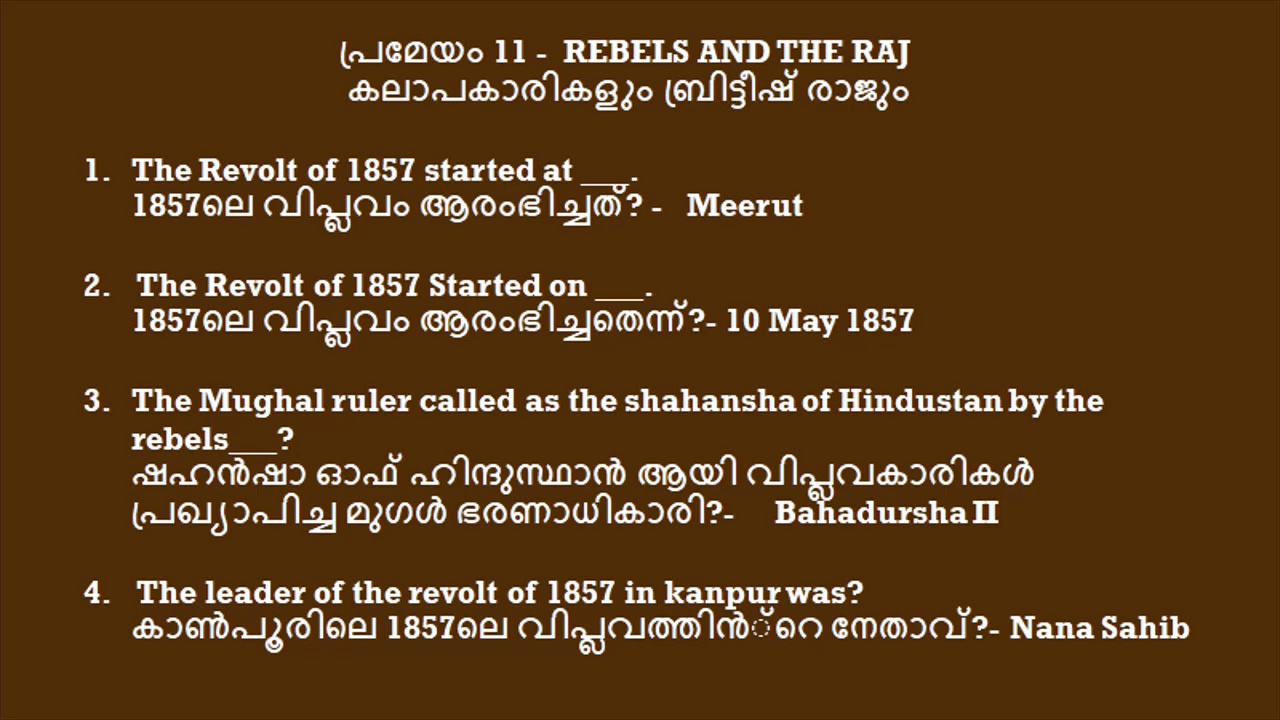 പ്രമേയം 11 - REBELS AND THE RAJ
കലാപകാരികളും ബ്രിട്ടീഷ് രാജും
1. The Revolt of 1857 started at ___.
1857ലെ വിപ്ലവം ആരംഭിച്ചത്? - Meerut
2. The Revolt of 1857 Started on ___.
1857ലെ വിപ്ലവം ആരംഭിച്ചതെന്ന്?- 10 May 1857
3. The Mughal ruler called as the shahansha of Hindustan by the
rebels___?
ഷഹൻഷാ ഓഫ് ഹിന്ദുസ്ഥാൻ ആയി വിപ്ലവകാരികൾ
പ്രഖ്യാപിച്ച മുഗൾ ഭരണാധികാരി?- Bahadursha II
4. The leader of the revolt of 1857 in kanpur was?
കാൺപൂരിലെ 1857ലെ വിപ്ലവത്തിൻ്റെ നേതാവ്?- Nana Sahib